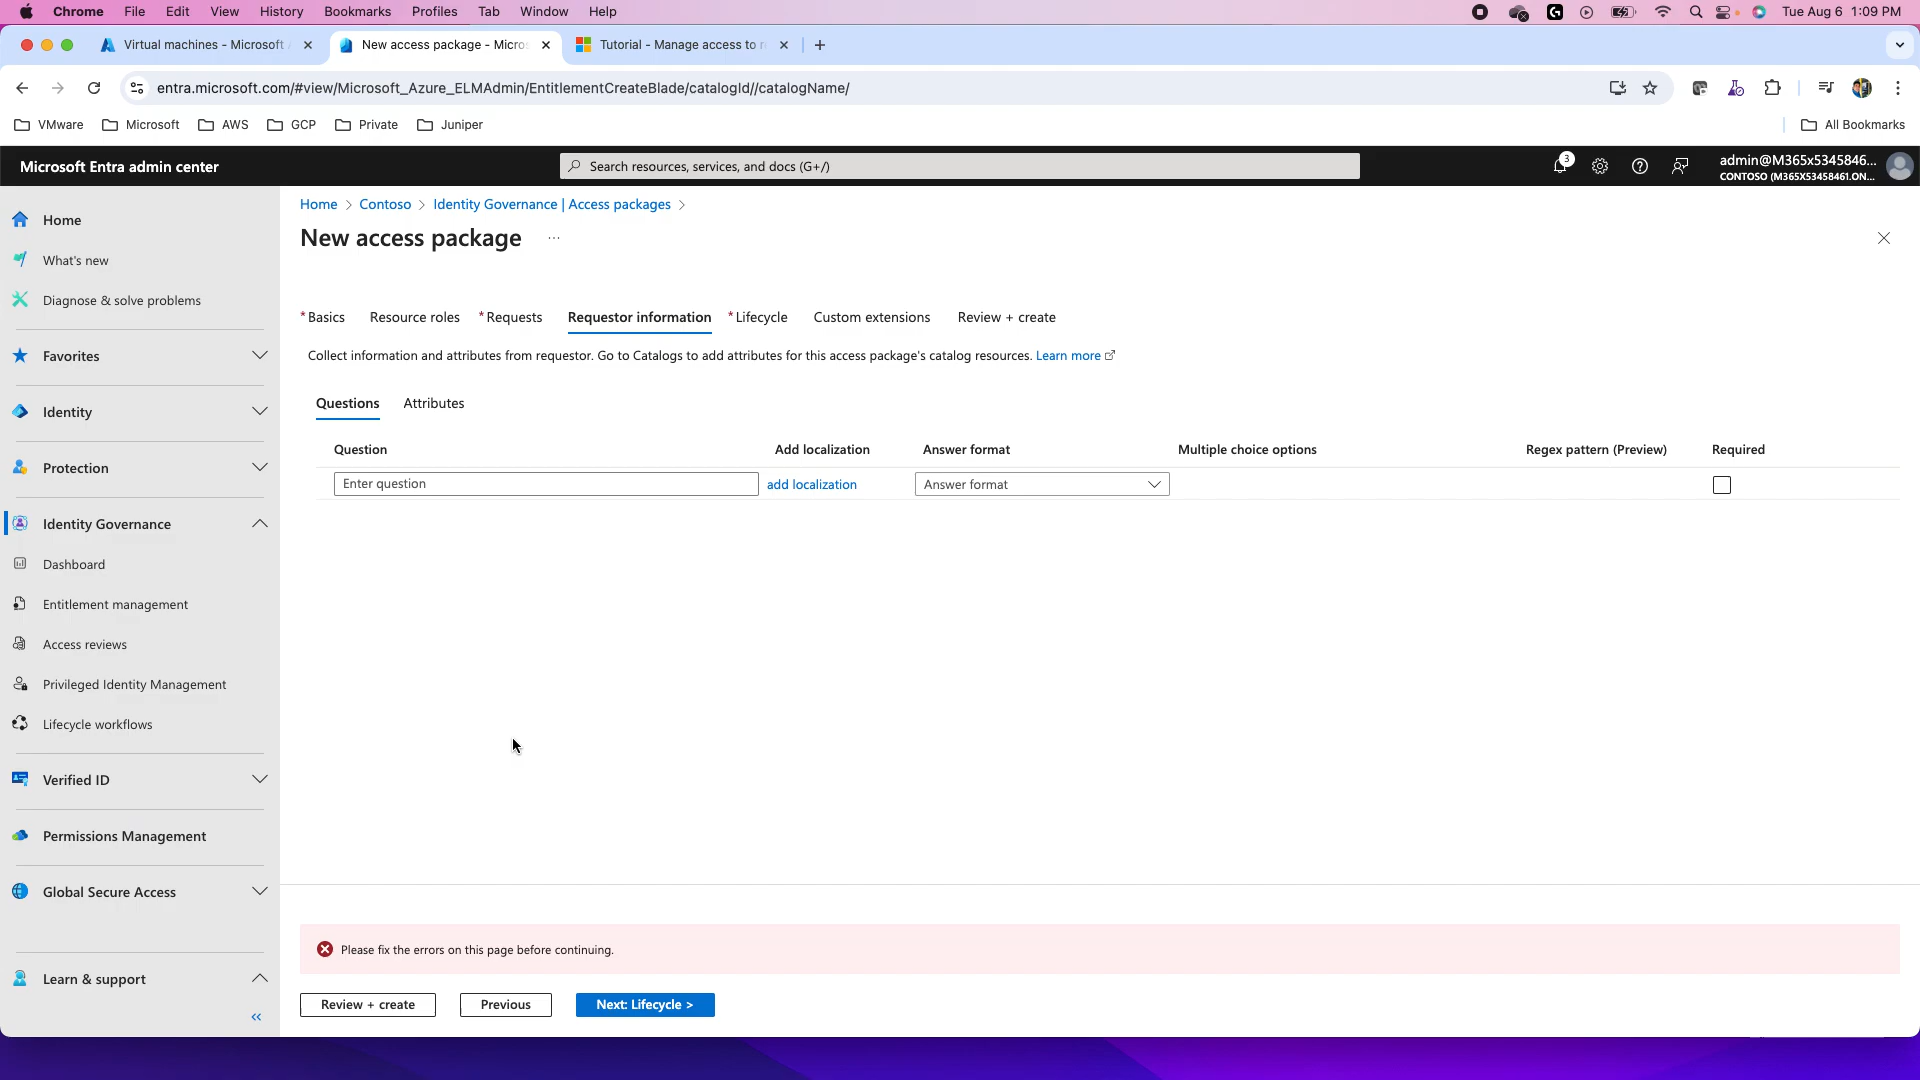 Chrome File Edit View History Bookmarks Profiles Tab Window Help Tue Aug 6 1:09 PM
Virtual machines - Microsoft New access package - Micros Tutorial - Manage access to r
entra.microsoft.com/#view/Microsoft_Azure_ELMAdmin/EntitlementCreateBlade/catalogId//catalogName/
VMware Microsoft AWS GCP Private Juniper All Bookmarks
Microsoft Entra admin center
Search resources, services, and docs (G+/)
3
admin@M365x5345846...
CONTOSO (M365X53458461.ON...
Home > Contoso > Identity Governance | Access packages >
New access package ...
Home
What's new
Diagnose & solve problems
Favorites
Identity
Protection
Identity Governance
Dashboard
Entitlement management
Access reviews
Privileged Identity Management
Lifecycle workflows
Verified ID
Permissions Management
Global Secure Access
Learn & support
«
* Basics Resource roles * Requests Requestor information * Lifecycle Custom extensions Review + create
Collect information and attributes from requestor. Go to Catalogs to add attributes for this access package's catalog resources. Learn more
Questions Attributes
Question Add localization Answer format Multiple choice options Regex pattern (Preview) Required
Enter question add localization Answer format
Please fix the errors on this page before continuing.
Review + create Previous Next: Lifecycle >